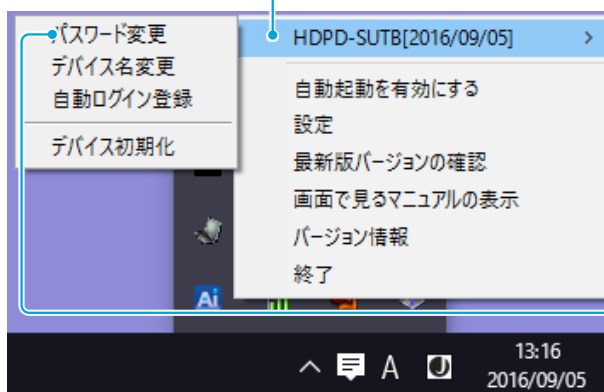 パスワード変更
デバイス名変更
自動ログイン登録
デバイス初期化
HDPD-SUTB[2016/09/05] >
自動起動を有効にする
設定
最新版バージョンの確認
画面で見るマニュアルの表示
バージョン情報
終了
Ai
A J
13:16
2016/09/05